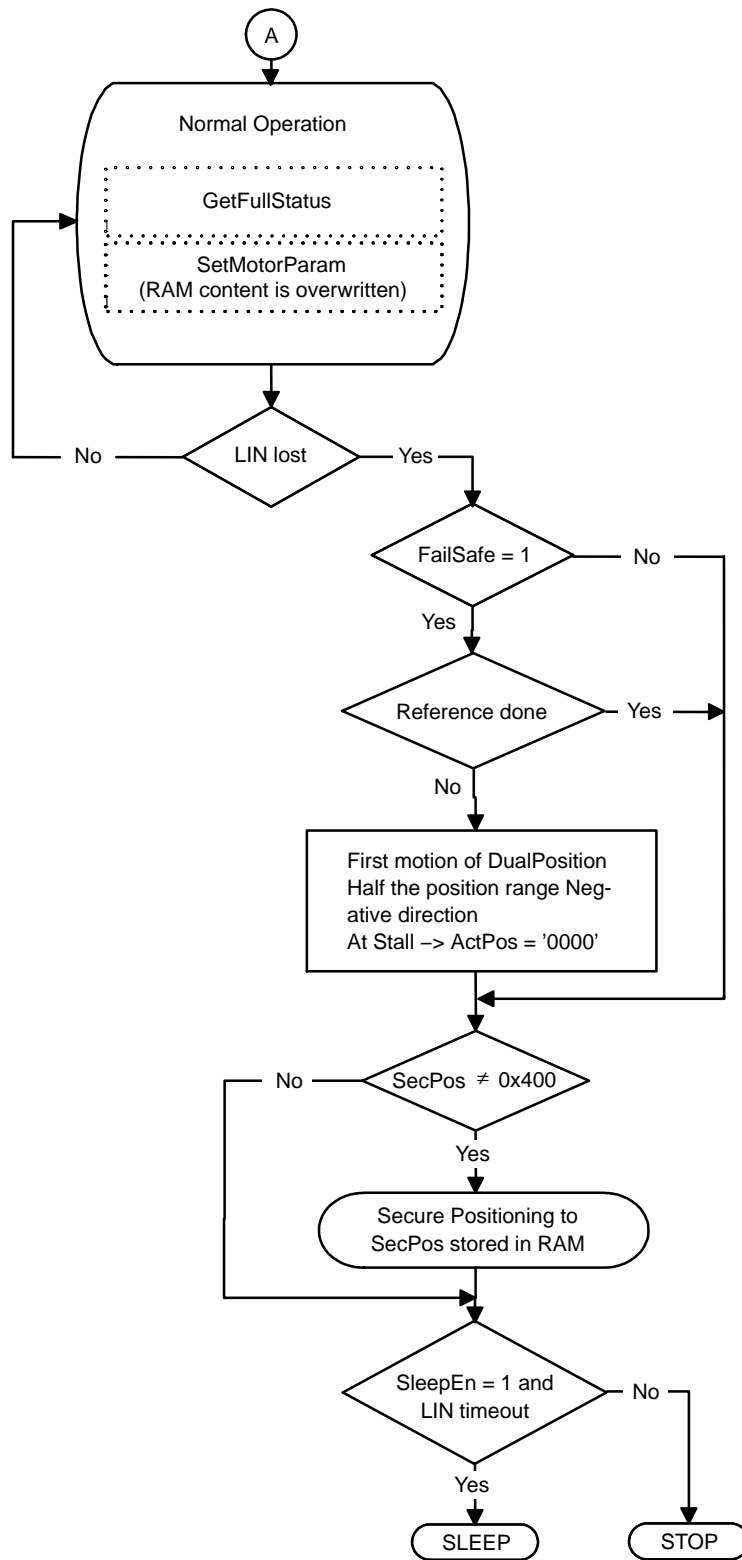 A
Normal Operation
GetFullStatus
SetMotorParam
(RAM content is overwritten)
No
LIN lost
Yes
FailSafe = 1
No
Yes
Reference done
Yes
No
First motion of DualPosition
Half the position range Neg-
ative direction
At Stall −> ActPos = '0000'
No
SecPos ≠ 0x400
Yes
Secure Positioning to
SecPos stored in RAM
SleepEn = 1 and
LIN timeout
No
Yes
SLEEP
STOP